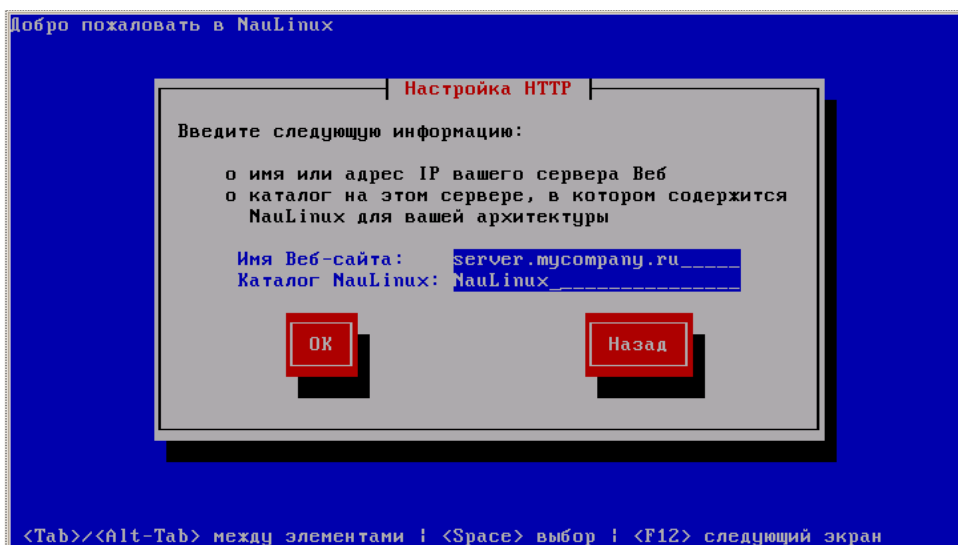 Добро пожаловать в NauLinux
Настройка HTTP
Введите следующую информацию:
o имя или адрес IP вашего сервера Веб
o каталог на этом сервере, в котором содержится
NauLinux для вашей архитектуры
Имя Веб-сайта: server.mycompany.ru_____
Каталог NauLinux: NauLinux________________
OK Назад
<Tab>/<Alt-Tab> между элементами ¦ <Space> выбор ¦ <F12> следующий экран